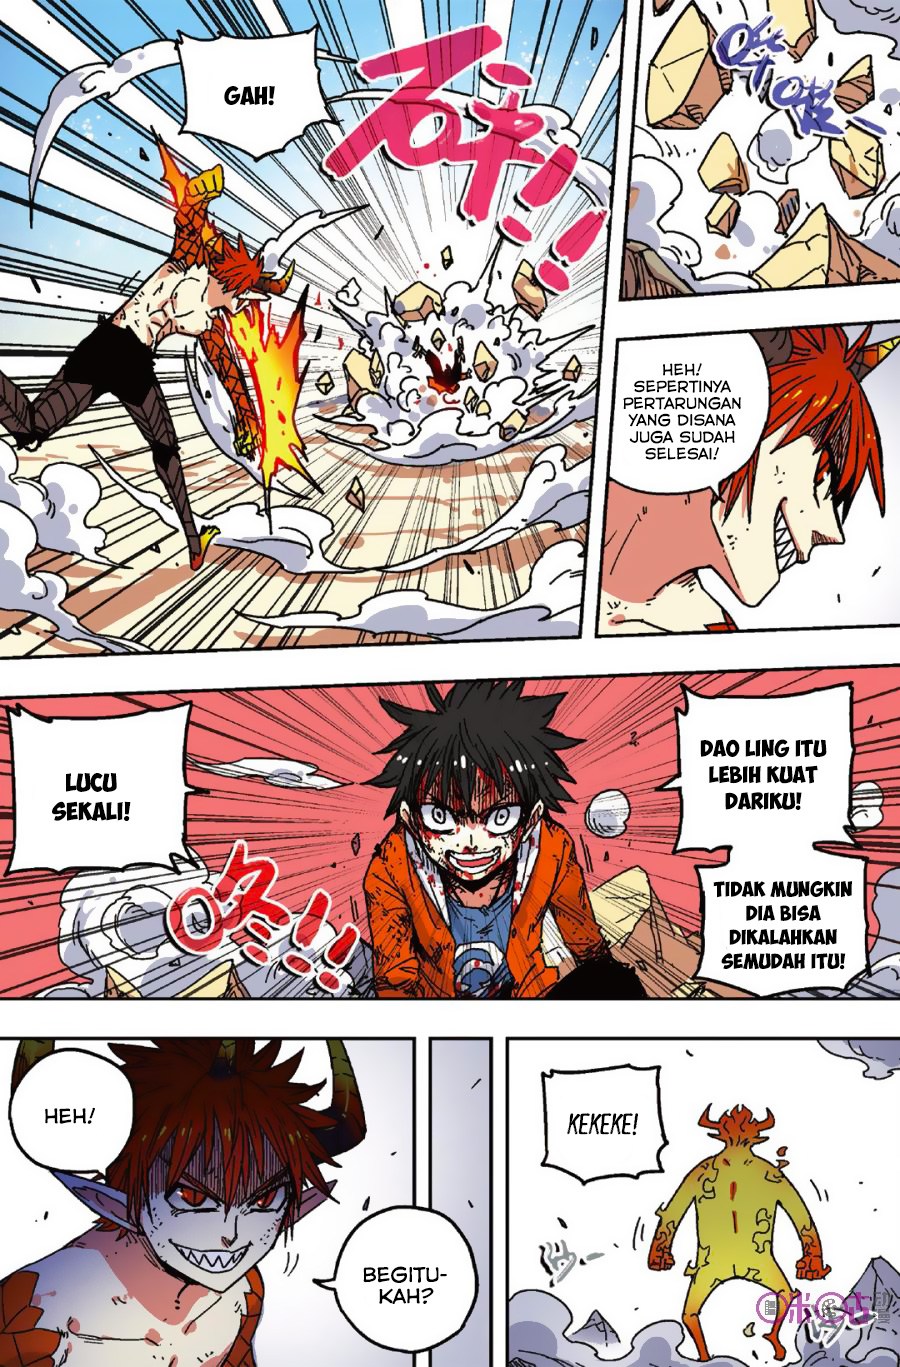 GAH!
HEH!
SEPERTINYA
PERTARUNGAN
YANG DISANA
JUGA SUDAH
SELESAI!
LUCU
SEKALI!
DAO LING ITU
LEBIH KUAT
DARIKU!
TIDAK MUNGKIN
DIA BISA
DIKALAHKAN
SEMUDAH ITU!
HEH!
BEGITU-
KAH?
KEKEKE!